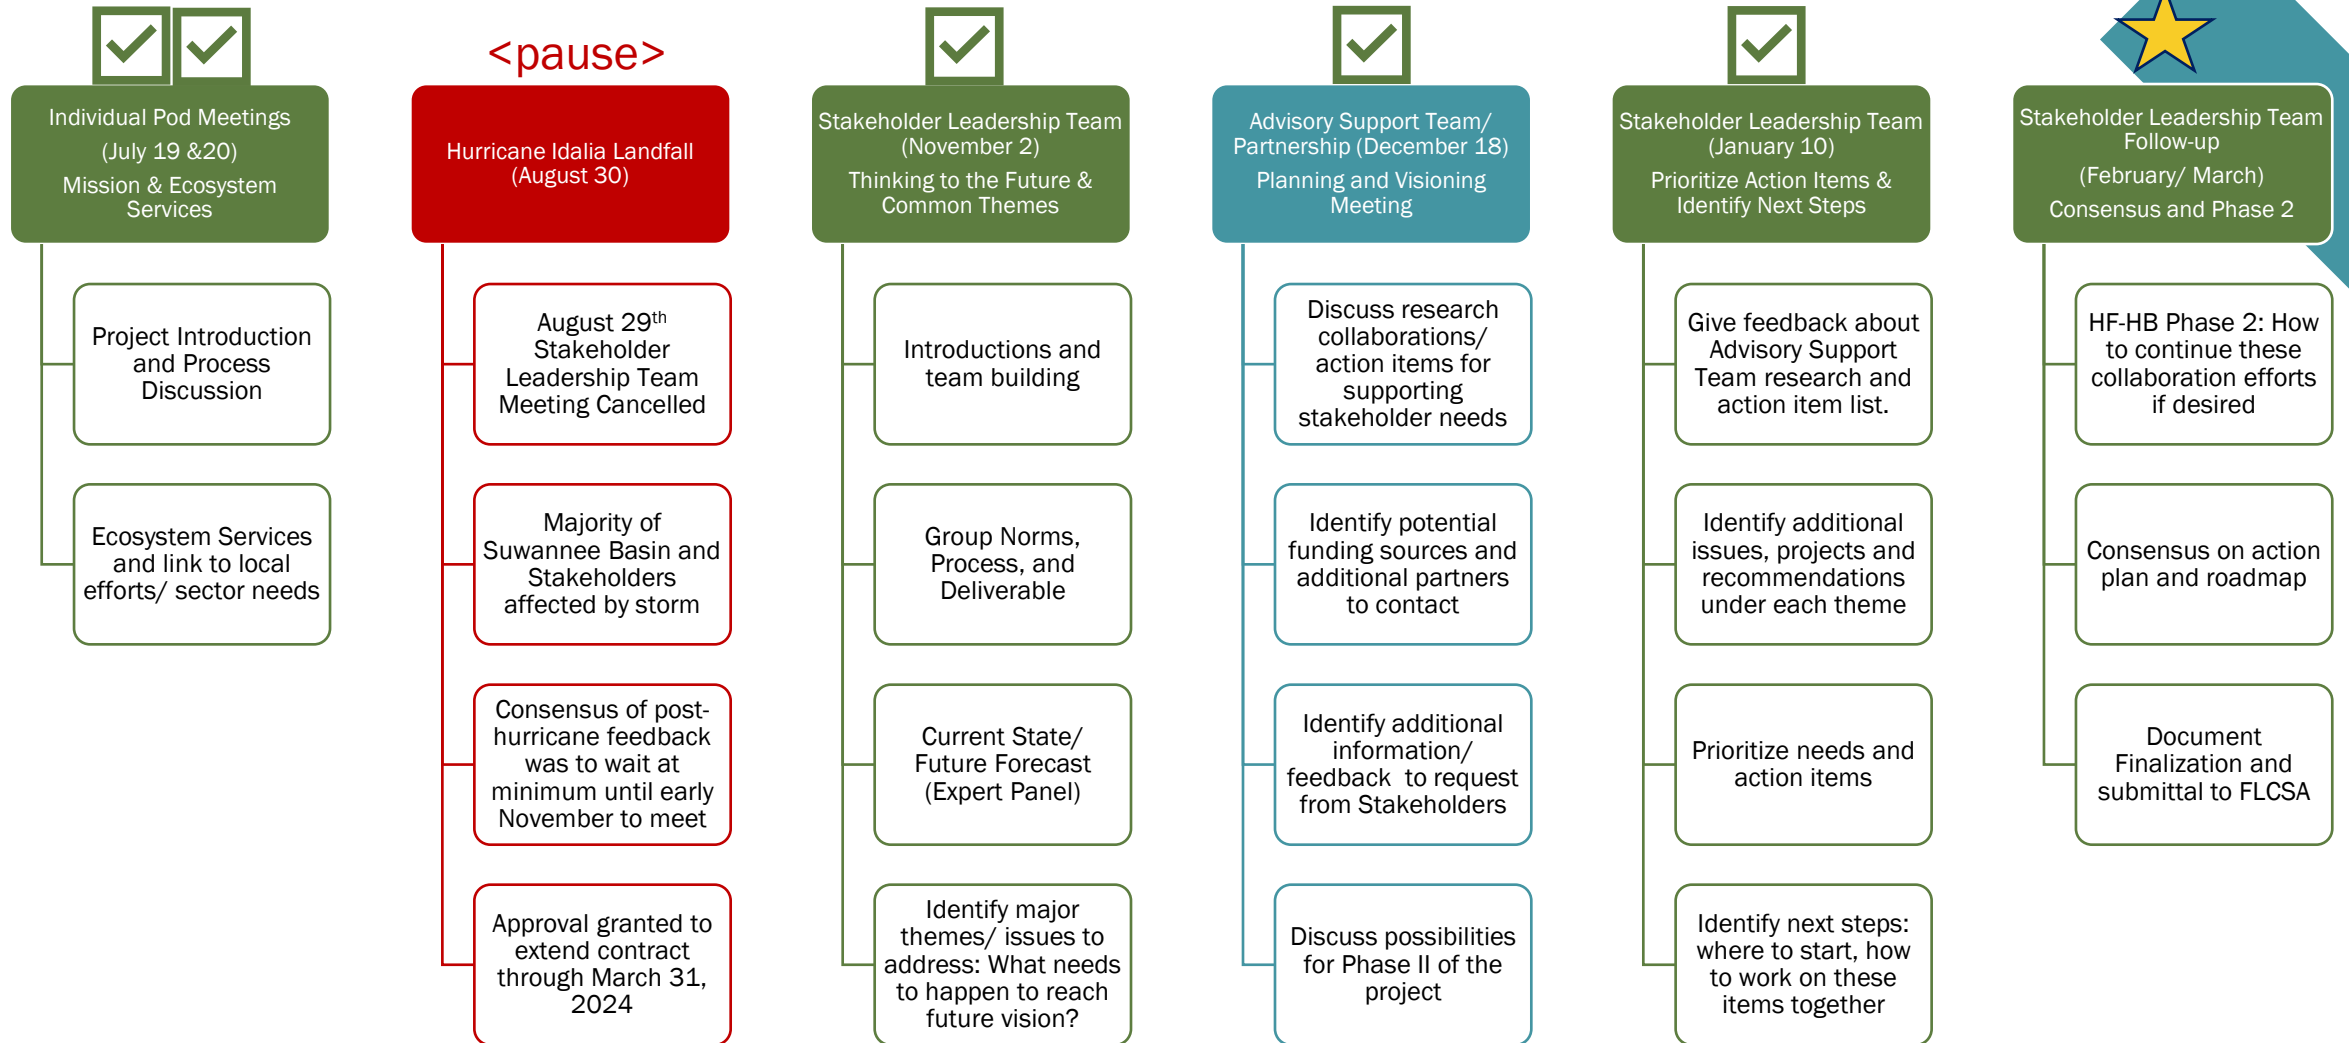 <pause>
Individual Pod Meetings
(July 19 &20)
Mission & Ecosystem
Services
Project Introduction
and Process
Discussion
Ecosystem Services
and link to local
efforts/ sector needs
Hurricane Idalia Landfall
(August 30)
August 29th
Stakeholder
Leadership Team
Meeting Cancelled
Majority of
Suwannee Basin and
Stakeholders
affected by storm
Consensus of post-
hurricane feedback
was to wait at
minimum until early
November to meet
Approval granted to
extend contract
through March 31,
2024
Stakeholder Leadership Team
(November 2)
Thinking to the Future &
Common Themes
Introductions and
team building
Group Norms,
Process, and
Deliverable
Current State/
Future Forecast
(Expert Panel)
Identify major
themes/ issues to
address: What needs
to happen to reach
future vision?
Advisory Support Team/
Partnership (December 18)
Planning and Visioning
Meeting
Discuss research
collaborations/
action items for
supporting
stakeholder needs
Identify potential
funding sources and
additional partners
to contact
Identify additional
information/
feedback  to request
from Stakeholders
Discuss possibilities
for Phase II of the
project
Stakeholder Leadership Team
(January 10)
Prioritize Action Items &
Identify Next Steps
Give feedback about
Advisory Support
Team research and
action item list.
Identify additional
issues, projects and
recommendations
under each theme
Prioritize needs and
action items
Identify next steps:
where to start, how
to work on these
items together
Stakeholder Leadership Team
Follow-up
(February/ March)
Consensus and Phase 2
HF-HB Phase 2: How
to continue these
collaboration efforts
if desired
Consensus on action
plan and roadmap
Document
Finalization and
submittal to FLCSA